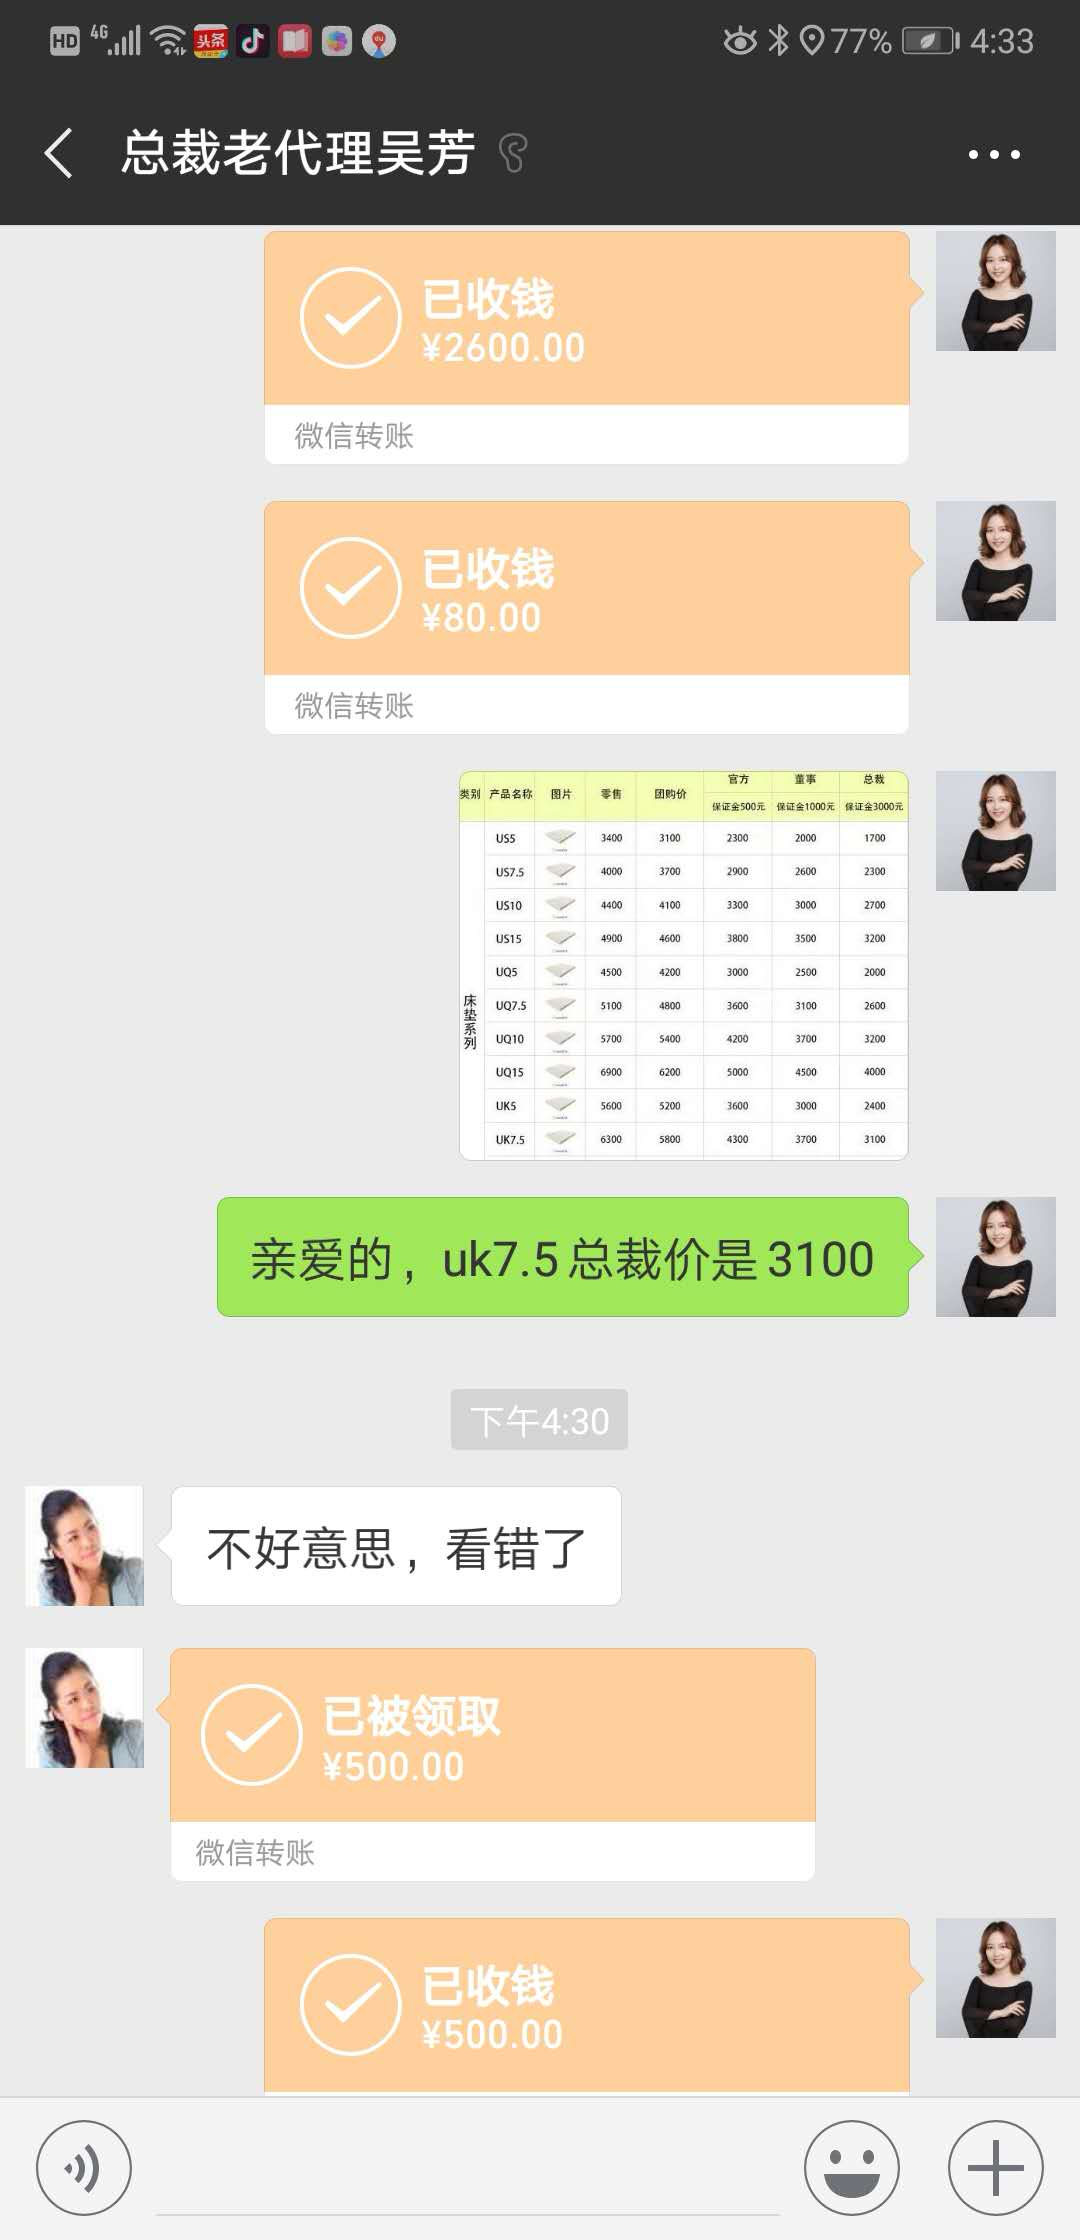 HD 4G 头条 77% 4:33
总裁老代理吴芳
已收钱
¥2600.00
微信转账
已收钱
¥80.00
微信转账
类别 产品名称 图片 零售 团购价 官方 董事 总裁
保证金500元 保证金1000元 保证金3000元
床垫系列
US5 3400 3100 2300 2000 1700
US7.5 4000 3700 2900 2600 2300
US10 4400 4100 3300 3000 2700
US15 4900 4600 3800 3500 3200
UQ5 4500 4200 3000 2500 2000
UQ7.5 5100 4800 3600 3100 2600
UQ10 5700 5400 4200 3700 3200
UQ15 6900 6200 5000 4500 4000
UK5 5600 5200 3600 3000 2400
UK7.5 6300 5800 4300 3700 3100
亲爱的，uk7.5总裁价是3100
下午4:30
不好意思，看错了
已被领取
¥500.00
微信转账
已收钱
¥500.00